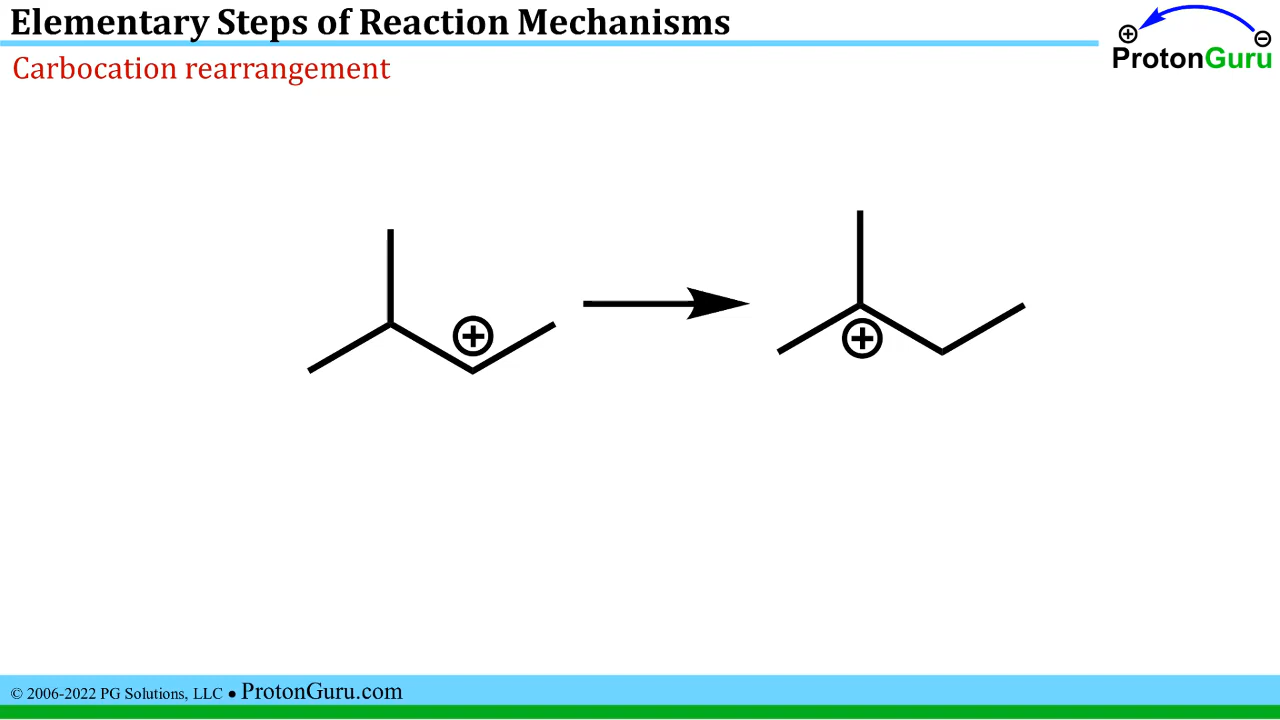 Elementary Steps of Reaction Mechanisms
ProtonGuru
Carbocation rearrangement
© 2006-2022 PG Solutions, LLC ● ProtonGuru.com